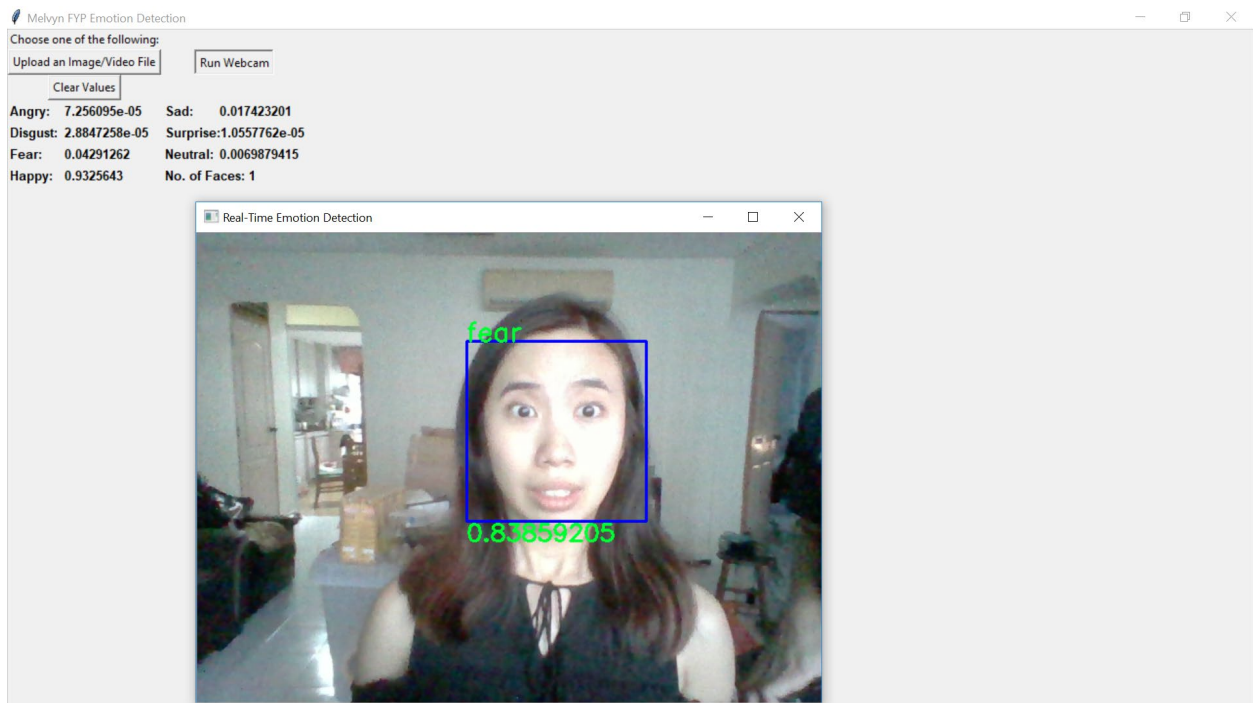 Melvyn FYP Emotion Detection
Choose one of the following:
Upload an Image/Video File Run Webcam
Clear Values
Angry: 7.256095e-05 Sad: 0.017423201
Disgust: 2.8847258e-05 Surprise:1.0557762e-05
Fear: 0.04291262 Neutral: 0.0069879415
Happy: 0.9325643 No. of Faces: 1
Real-Time Emotion Detection
fear
0.83859205